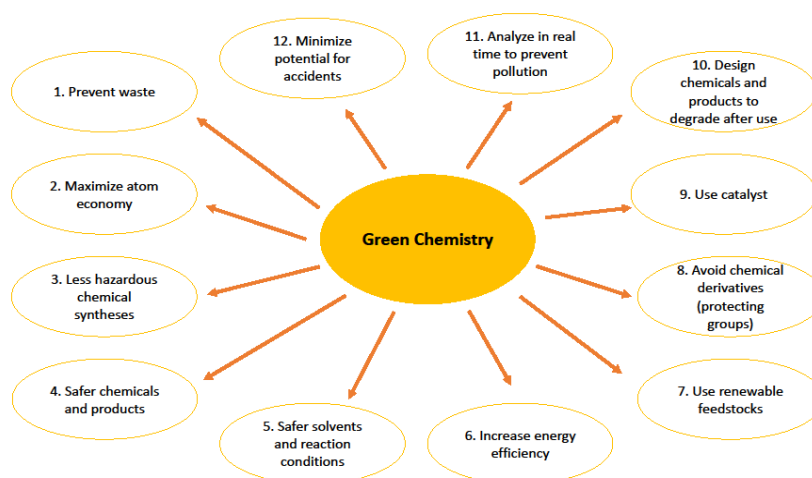 Green Chemistry
1. Prevent waste
2. Maximize atom
economy
3. Less hazardous
chemical
syntheses
4. Safer chemicals
and products
5. Safer solvents
and reaction
conditions
6. Increase energy
efficiency
7. Use renewable
feedstocks
8. Avoid chemical
derivatives
(protecting
groups)
9. Use catalyst
10. Design
chemicals and
products to
degrade after use
11. Analyze in real
time to prevent
pollution
12. Minimize
potential for
accidents